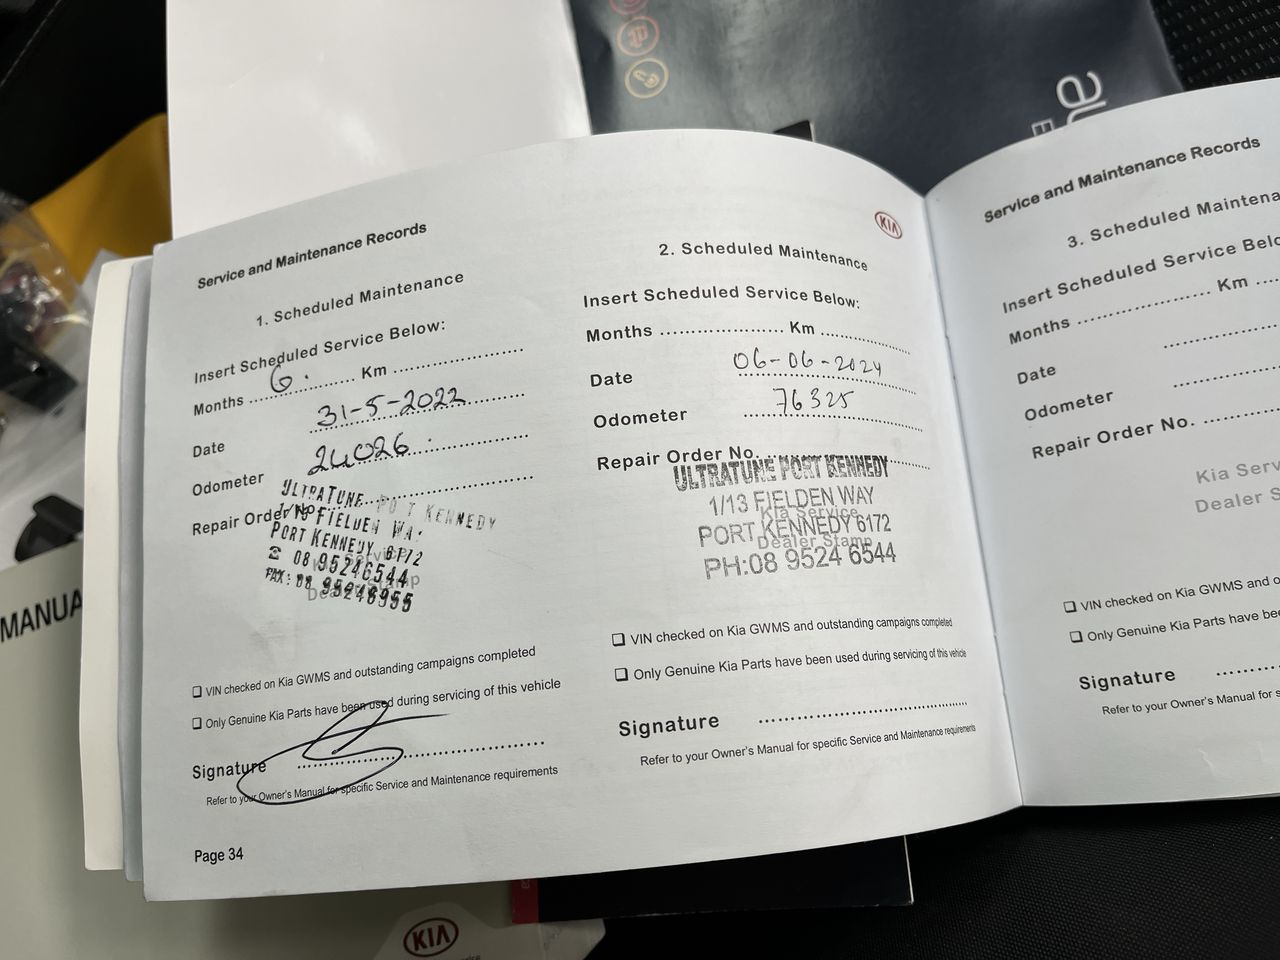 Service and Maintenance Records
1. Scheduled Maintenance
Insert Scheduled Service Below:
Months 6. Km
Date 31-5-2022
Odometer 24026.
Repair Order No.
ULTRATUNE PORT KENNEDY
1/13 FIELDEN WAY
PORT KENNEDY 6172
☎ 08 95246544
FAX: 08 95246955
❑ VIN checked on Kia GWMS and outstanding campaigns completed
❑ Only Genuine Kia Parts have been used during servicing of this vehicle
Signature
Refer to your Owner's Manual for specific Service and Maintenance requirements
Page 34
KIA
2. Scheduled Maintenance
Insert Scheduled Service Below:
Months .................... Km ....................
Date 06-06-2024
Odometer 76325
Repair Order No.
ULTRATUNE PORT KENNEDY
1/13 FIELDEN WAY
Kia Service
PORT KENNEDY 6172
Dealer Stamp
PH:08 9524 6544
❑ VIN checked on Kia GWMS and outstanding campaigns completed
❑ Only Genuine Kia Parts have been used during servicing of this vehicle
Signature
Refer to your Owner's Manual for specific Service and Maintenance requirements
Service and Maintenance Records
3. Scheduled Maintena
Insert Scheduled Service Belo
Months .................... Km
Date
Odometer
Repair Order No.
Kia Serv
Dealer S
❑ VIN checked on Kia GWMS and o
❑ Only Genuine Kia Parts have bee
Signature
Refer to your Owner's Manual for s
MANUA
KIA